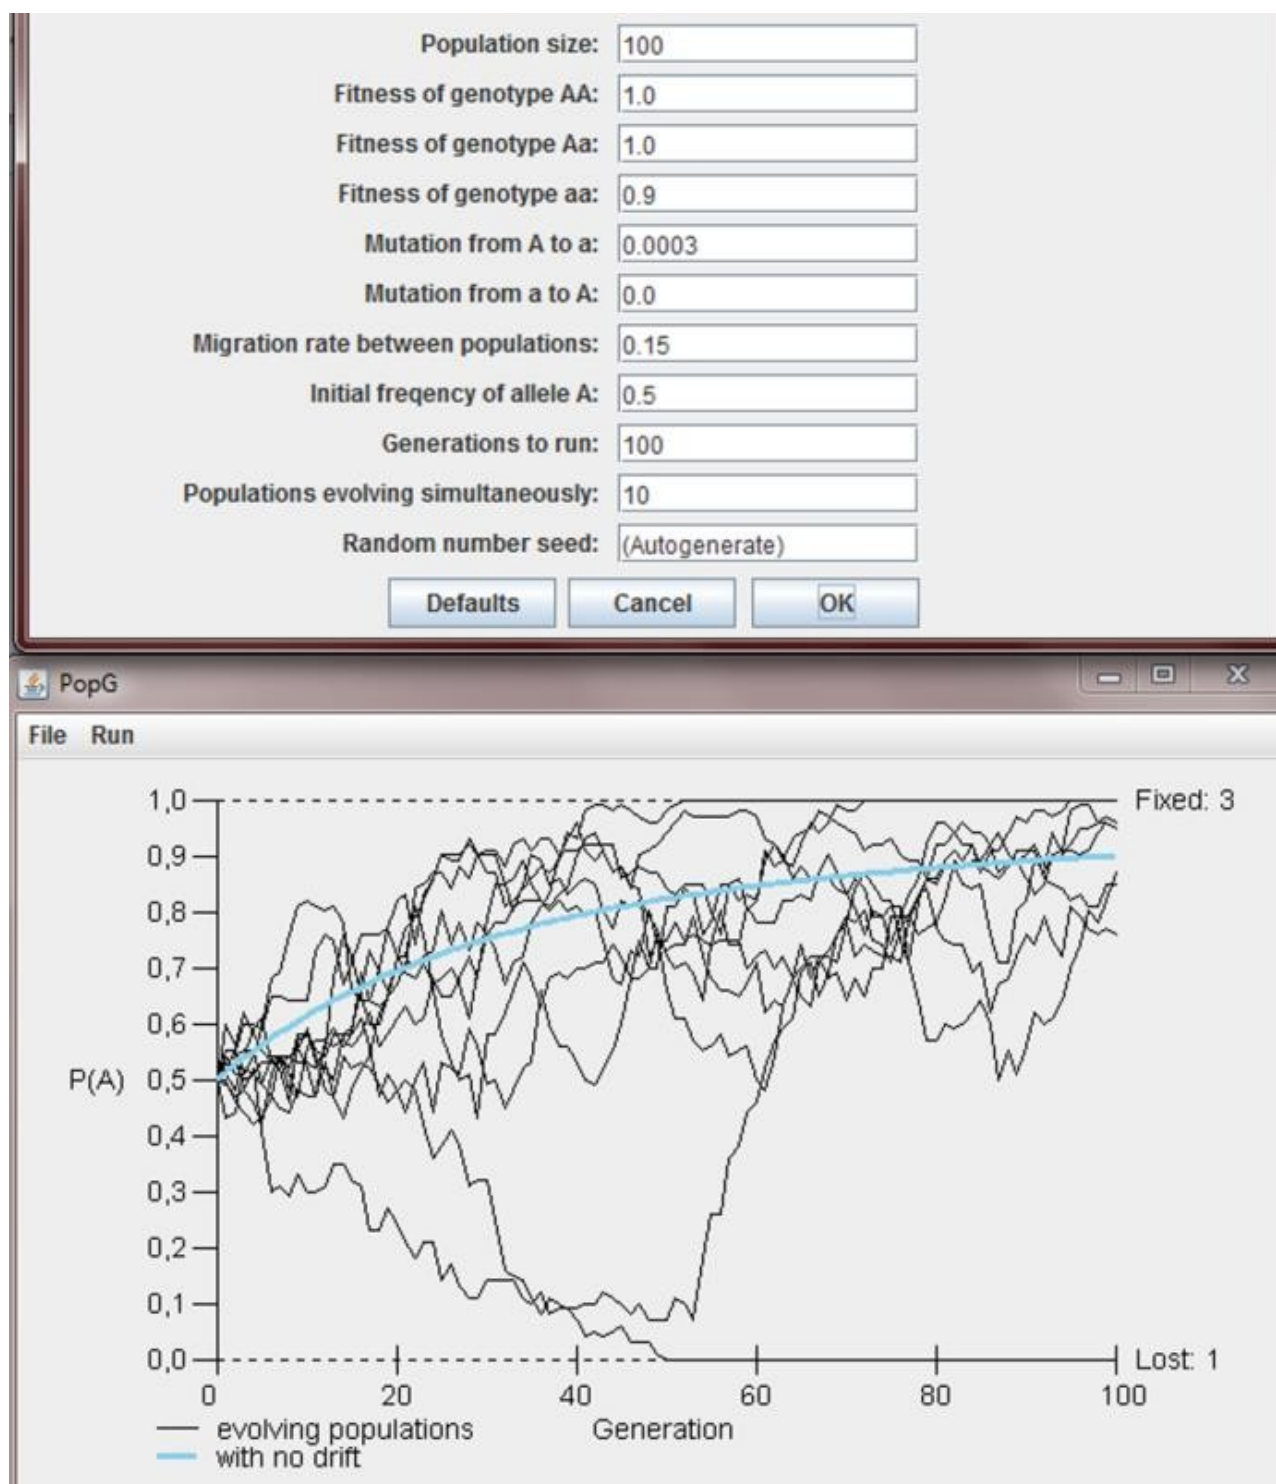 Population size: 100
Fitness of genotype AA: 1.0
Fitness of genotype Aa: 1.0
Fitness of genotype aa: 0.9
Mutation from A to a: 0.0003
Mutation from a to A: 0.0
Migration rate between populations: 0.15
Initial freqency of allele A: 0.5
Generations to run: 100
Populations evolving simultaneously: 10
Random number seed: (Autogenerate)
Defaults Cancel OK
PopG
File Run
1,0 Fixed: 3
0,9
0,8
0,7
0,6
P(A) 0,5
0,4
0,3
0,2
0,1
0,0 Lost: 1
0 20 40 60 80 100
evolving populations Generation
with no drift